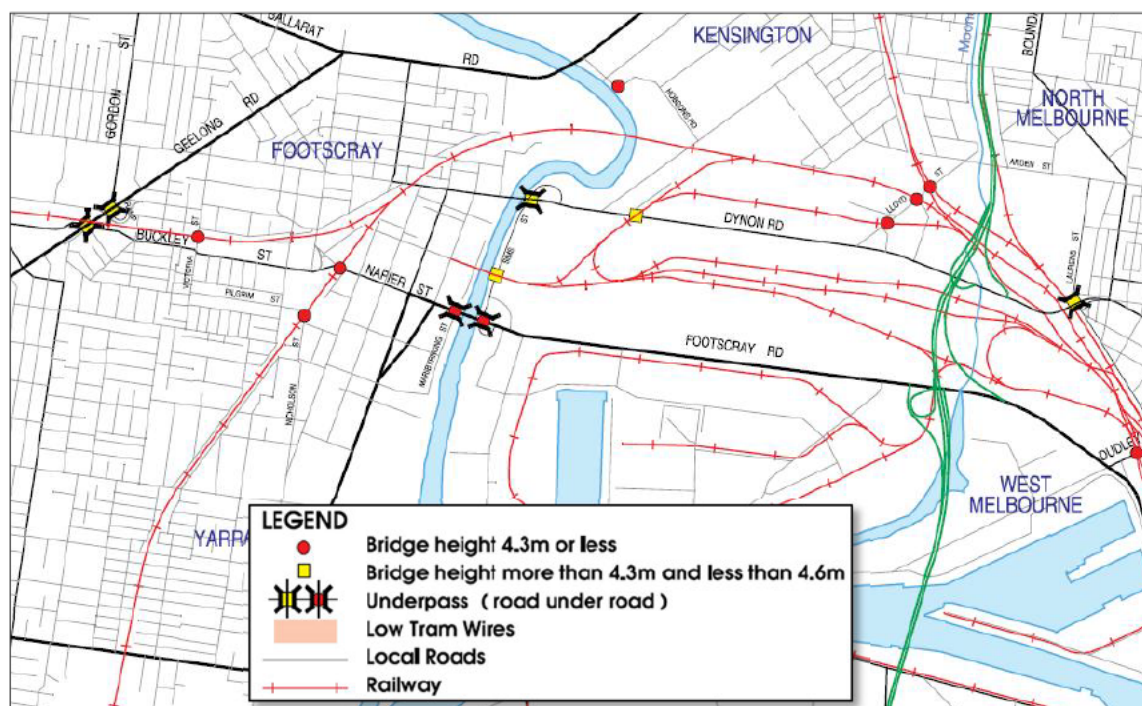 BALLARAT
RD
KENSINGTON
GORDON
ST
GEELONG
RD
HOBSONS RD
BOUNDA
NORTH
MELBOURNE
FOOTSCRAY
ARDEN ST
ST
LLOYD
BUCKLEY
ST
ST
VICTORIA
DYNON RD
LAURENS ST
ST
SIMS
NAPIER
ST
PILGRIM ST
FOOTSCRAY RD
MARIBYRNONG ST
ST
NICHOLSON
DUDLEY
WEST
MELBOURNE
YARRA
LEGEND
Bridge height 4.3m or less
Bridge height more than 4.3m and less than 4.6m
Underpass ( road under road )
Low Tram Wires
Local Roads
Railway